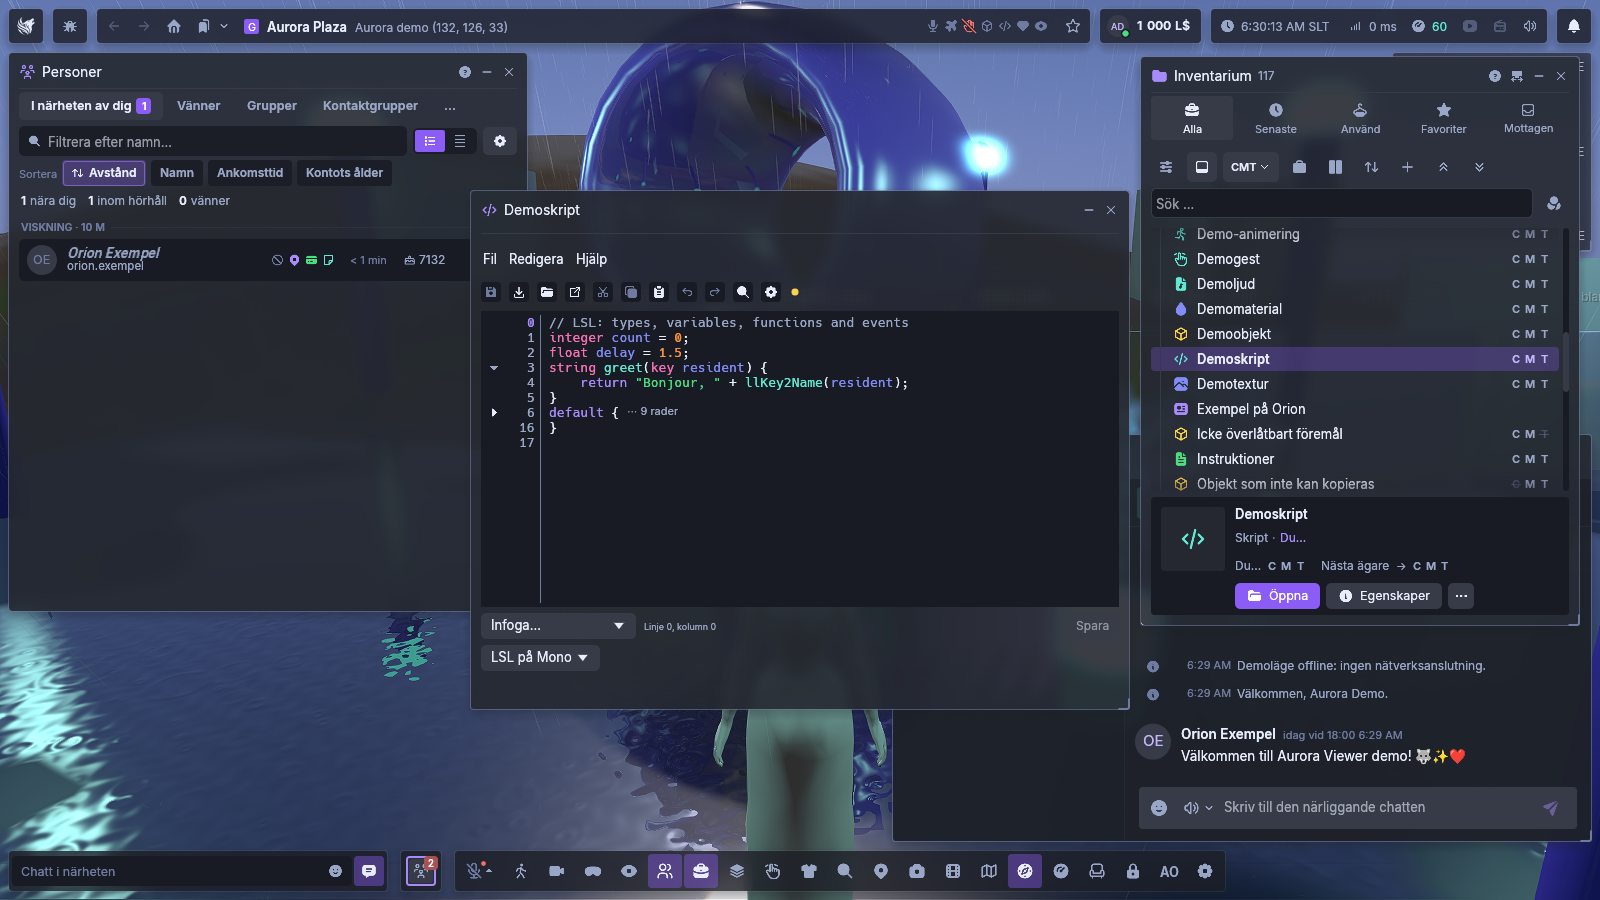 Aurora Plaza Aurora demo (132, 126, 33)
AD 1 000 L$
6:30:13 AM SLT 0 ms 60
Personer
I närheten av dig 1 Vänner Grupper Kontaktgrupper ...
Filtrera efter namn...
Sortera Avstånd Namn Ankomsttid Kontots ålder
1 nära dig 1 inom hörhåll 0 vänner
VISKNING · 10 M
OE Orion Exempel
orion.exempel
< 1 min 7132
Demoskript
Fil Redigera Hjälp
0 // LSL: types, variables, functions and events
1 integer count = 0;
2 float delay = 1.5;
3 string greet(key resident) {
4 return "Bonjour, " + llKey2Name(resident);
5 }
6 default { ··· 9 rader
16 }
17
Infoga... Linje 0, kolumn 0 Spara
LSL på Mono
Inventarium 117
Alla Senaste Använd Favoriter Mottagen
CMT
Sök ...
Demo-animering C M T
Demogest C M T
Demoljud C M T
Demomaterial C M T
Demoobjekt C M T
Demoskript C M T
Demotextur C M T
Exempel på Orion
Icke överlåtbart föremål C M T
Instruktioner C M T
Objekt som inte kan kopieras C M T
Demoskript
Skript · Du...
Du... C M T Nästa ägare → C M T
Öppna Egenskaper ...
6:29 AM Demoläge offline: ingen nätverksanslutning.
6:29 AM Välkommen, Aurora Demo.
OE Orion Exempel idag vid 18:00 6:29 AM
Välkommen till Aurora Viewer demo! 🐺✨❤️
Skriv till den närliggande chatten
Chatt i närheten
2
AO